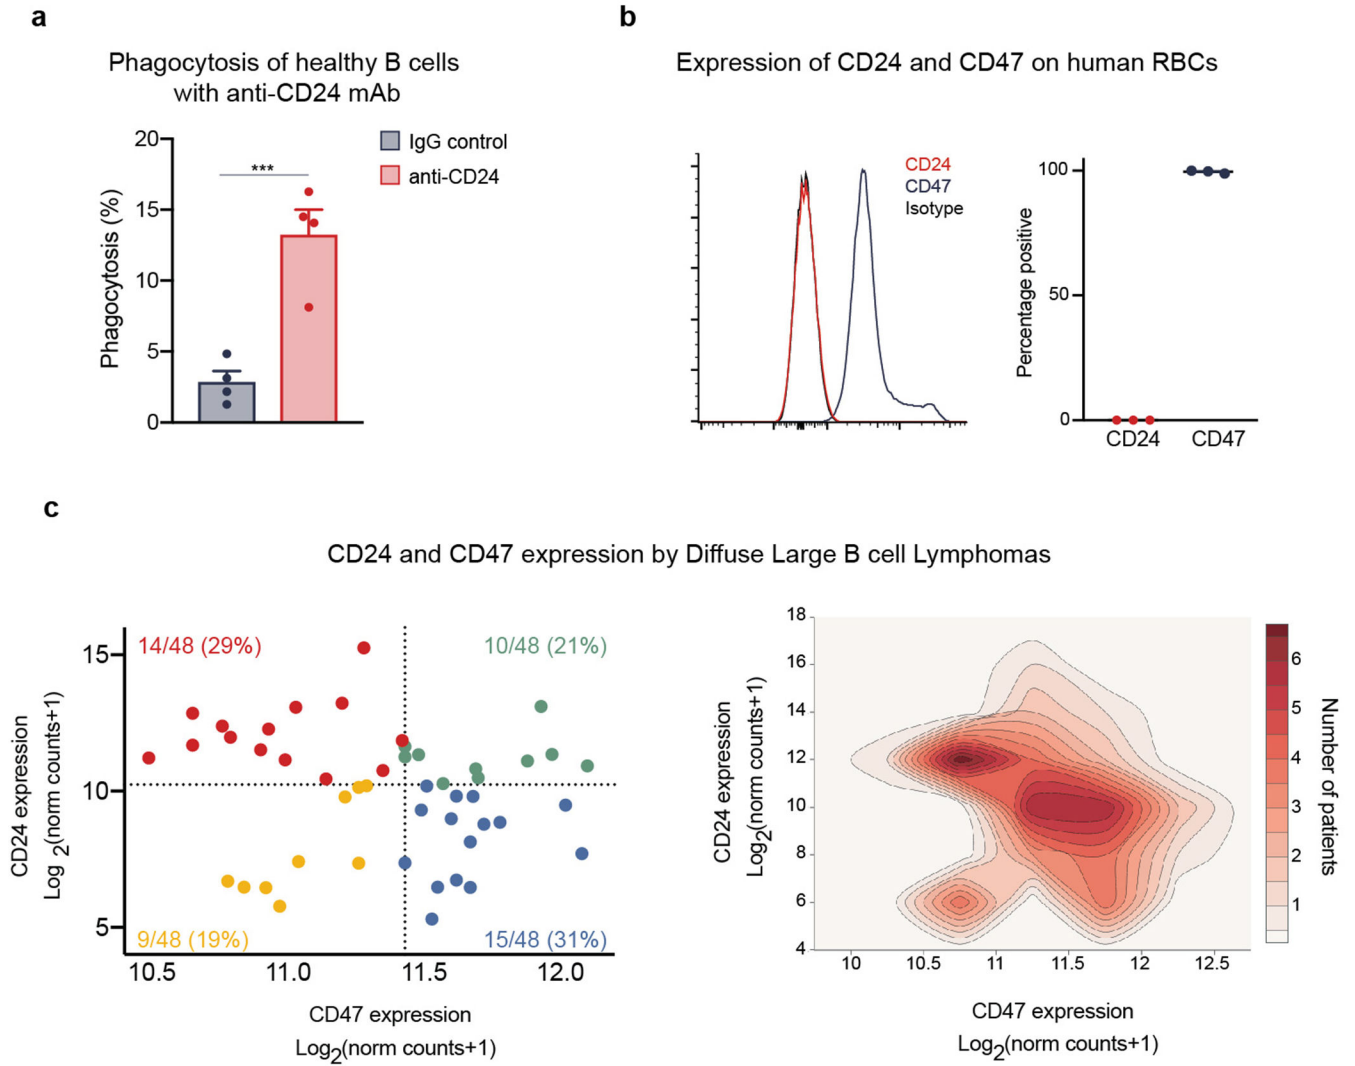 a
Phagocytosis of healthy B cells
with anti-CD24 mAb
Phagocytosis (%)
20
15
10
5
0
***
IgG control
anti-CD24
b
Expression of CD24 and CD47 on human RBCs
CD24
CD47
Isotype
Percentage positive
100
50
0
CD24 CD47
c
CD24 and CD47 expression by Diffuse Large B cell Lymphomas
CD24 expression
Log 2(norm counts+1)
15
10
5
14/48 (29%)
10/48 (21%)
9/48 (19%)
15/48 (31%)
10.5 11.0 11.5 12.0
CD47 expression
Log2(norm counts+1)
CD24 expression
Log2(norm counts+1)
18
16
14
12
10
8
6
4
10 10.5 11 11.5 12 12.5
CD47 expression
Log2(norm counts+1)
6
5
4
3
2
1
Number of patients